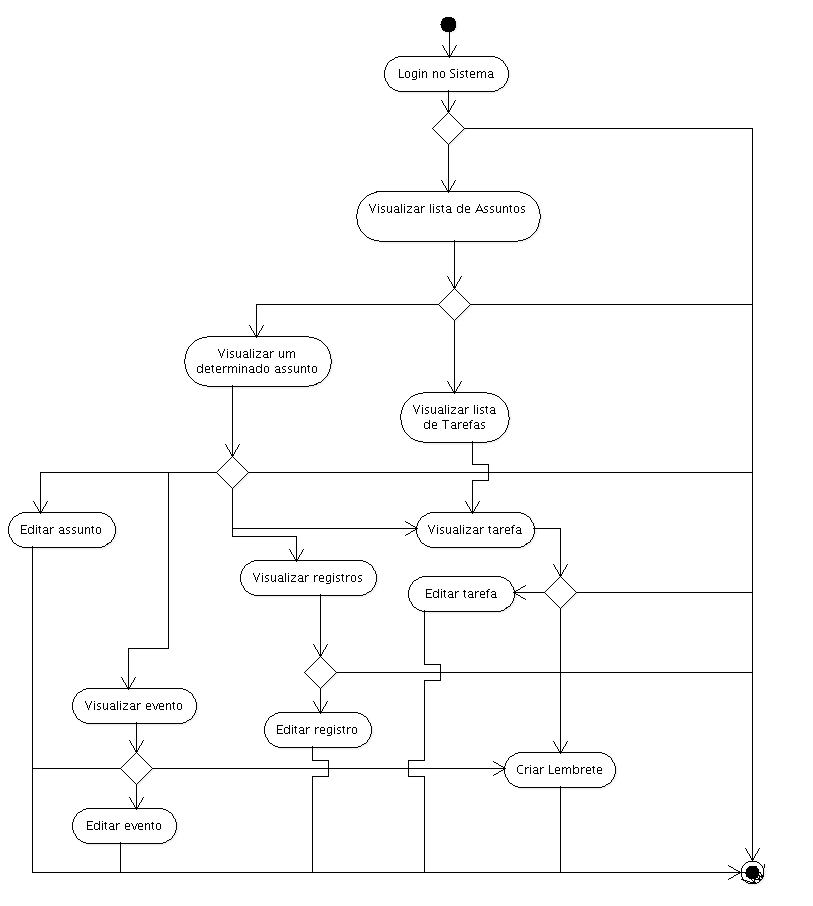 Login no Sistema
Visualizar lista de Assuntos
Visualizar um
determinado assunto
Visualizar lista
de Tarefas
Editar assunto
Visualizar tarefa
Visualizar registros
Editar tarefa
Visualizar evento
Editar registro
Criar Lembrete
Editar evento